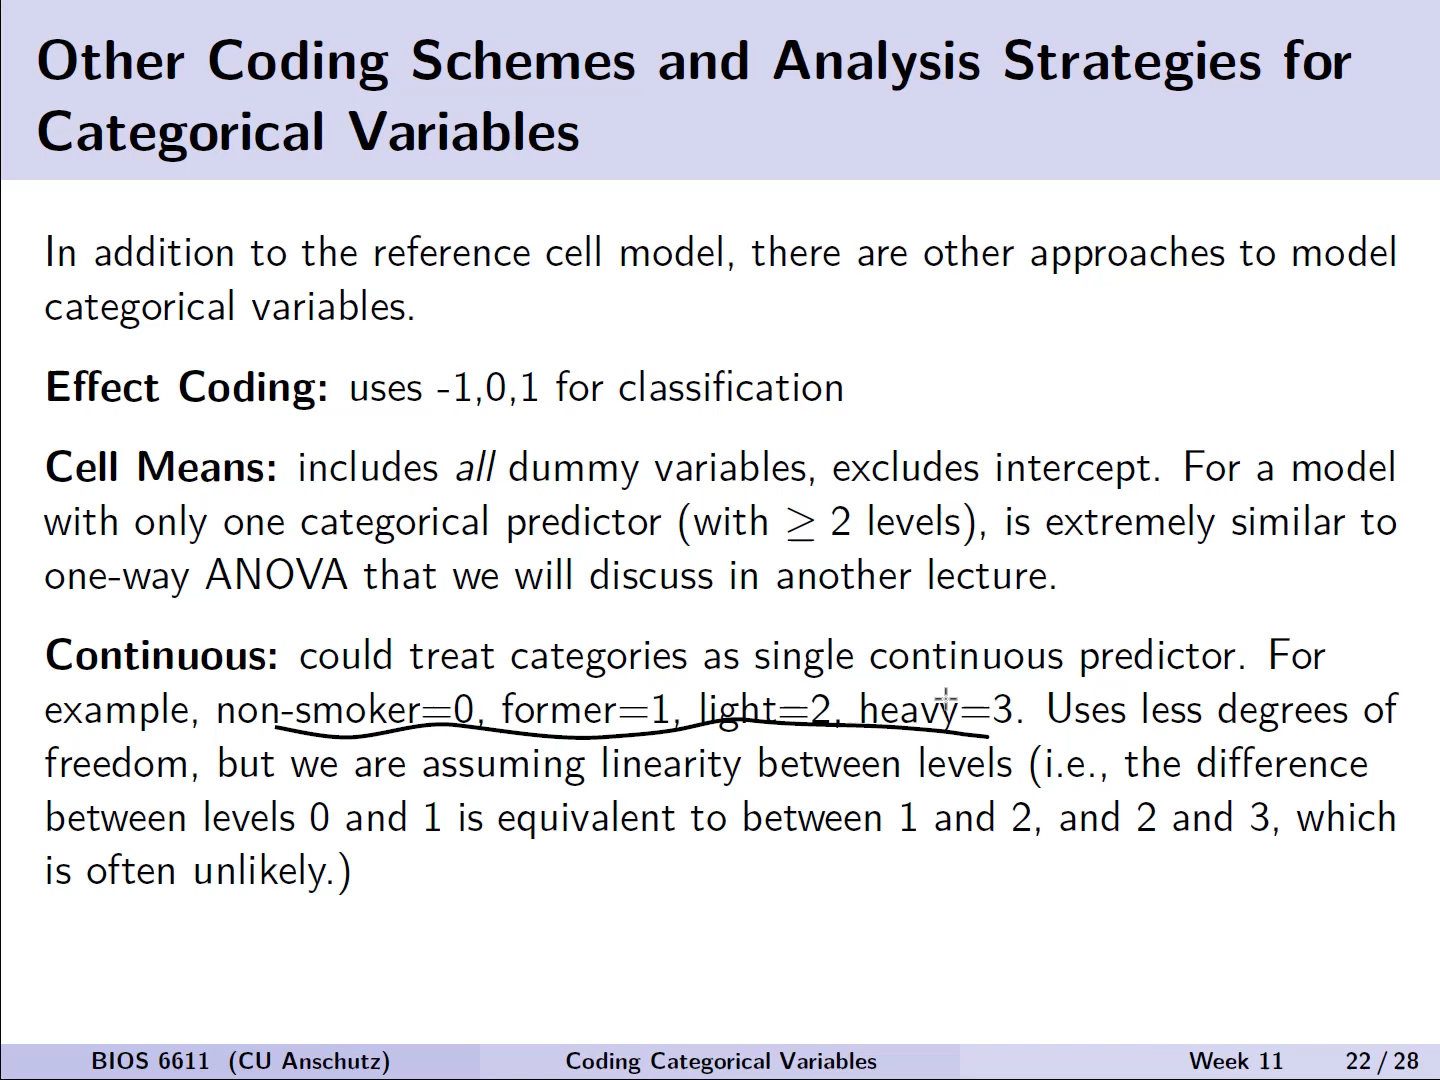 Other Coding Schemes and Analysis Strategies for
Categorical Variables
In addition to the reference cell model, there are other approaches to model
categorical variables.
Effect Coding: uses -1,0,1 for classification
Cell Means: includes all dummy variables, excludes intercept. For a model
with only one categorical predictor (with ≥ 2 levels), is extremely similar to
one-way ANOVA that we will discuss in another lecture.
Continuous: could treat categories as single continuous predictor. For
example, non-smoker=0, former=1, light=2, heavy=3. Uses less degrees of
freedom, but we are assuming linearity between levels (i.e., the difference
between levels 0 and 1 is equivalent to between 1 and 2, and 2 and 3, which
is often unlikely.)
BIOS 6611 (CU Anschutz) Coding Categorical Variables Week 11 22 / 28